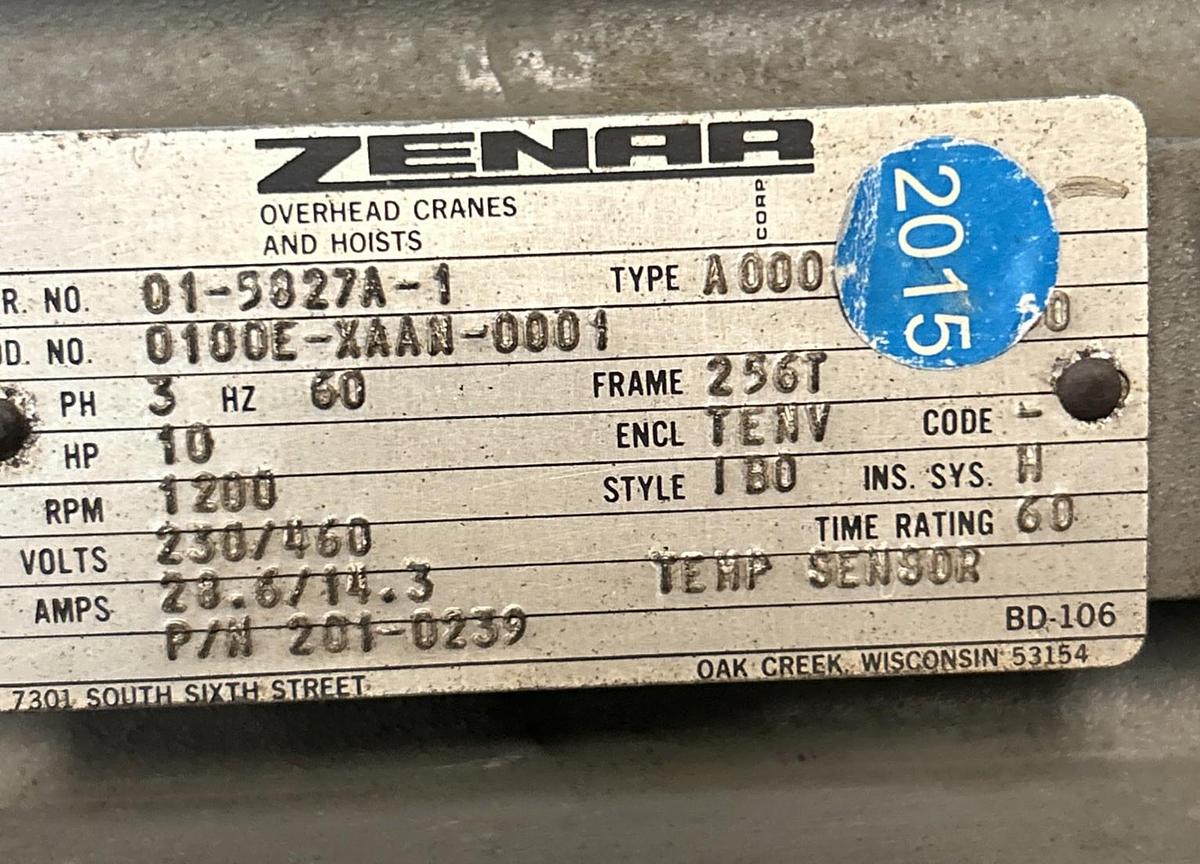 ZENAR
CORP
OVERHEAD CRANES
AND HOISTS
2015
R. NO. 01-5827A-1 TYPE A000
D. NO. 0100E-XAAN-0001
PH 3 HZ 60 FRAME 256T
HP 10 ENCL TENV CODE -
RPM 1200 STYLE IBO INS. SYS. H
VOLTS 230/460 TIME RATING 60
AMPS 28.6/14.3 TEMP SENSOR
P/N 201-0239 BD-106
7301 SOUTH SIXTH STREET OAK CREEK, WISCONSIN 53154